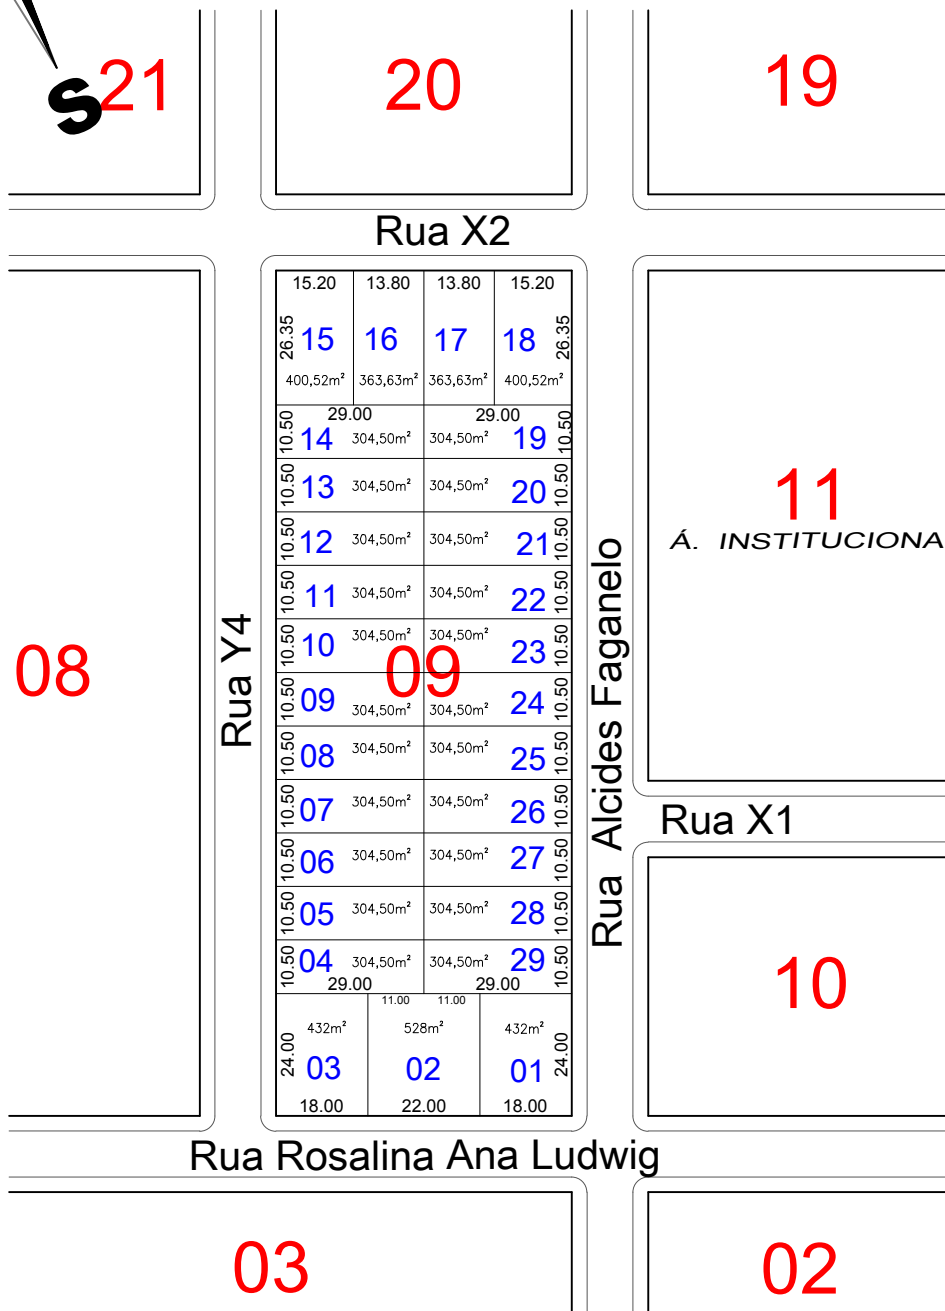 S
21
20
19
Rua X2
15.20 13.80 13.80 15.20
26.35 15 16 17 18 26.35
400,52m² 363,63m² 363,63m² 400,52m²
29.00 29.00
10.50 14 304,50m² 304,50m² 19 10.50
10.50 13 304,50m² 304,50m² 20 10.50
10.50 12 304,50m² 304,50m² 21 10.50
10.50 11 304,50m² 304,50m² 22 10.50
10.50 10 304,50m² 304,50m² 23 10.50
10.50 09 304,50m² 304,50m² 24 10.50
10.50 08 304,50m² 304,50m² 25 10.50
10.50 07 304,50m² 304,50m² 26 10.50
10.50 06 304,50m² 304,50m² 27 10.50
10.50 05 304,50m² 304,50m² 28 10.50
10.50 04 304,50m² 304,50m² 29 10.50
29.00 29.00
11.00 11.00
432m² 528m² 432m²
24.00 03 02 01 24.00
18.00 22.00 18.00
09
08
Rua Y4
Rua Alcides Faganelo
11
Á. INSTITUCIONA
Rua X1
10
Rua Rosalina Ana Ludwig
03
02